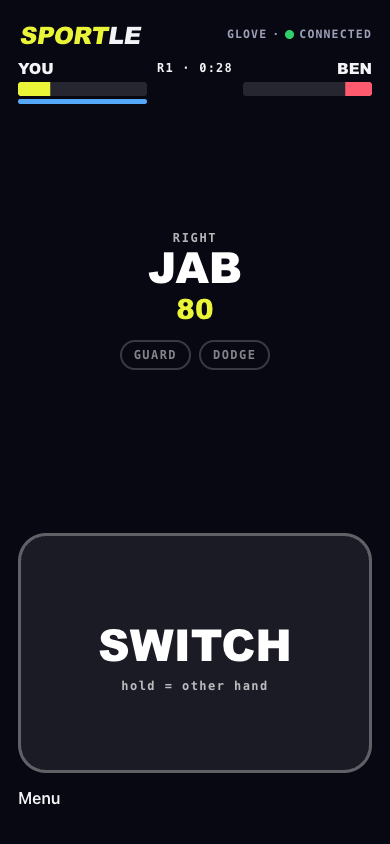 SPORTLE
GLOVE · CONNECTED
YOU
R1 · 0:28
BEN
RIGHT
JAB
80
GUARD
DODGE
SWITCH
hold = other hand
Menu